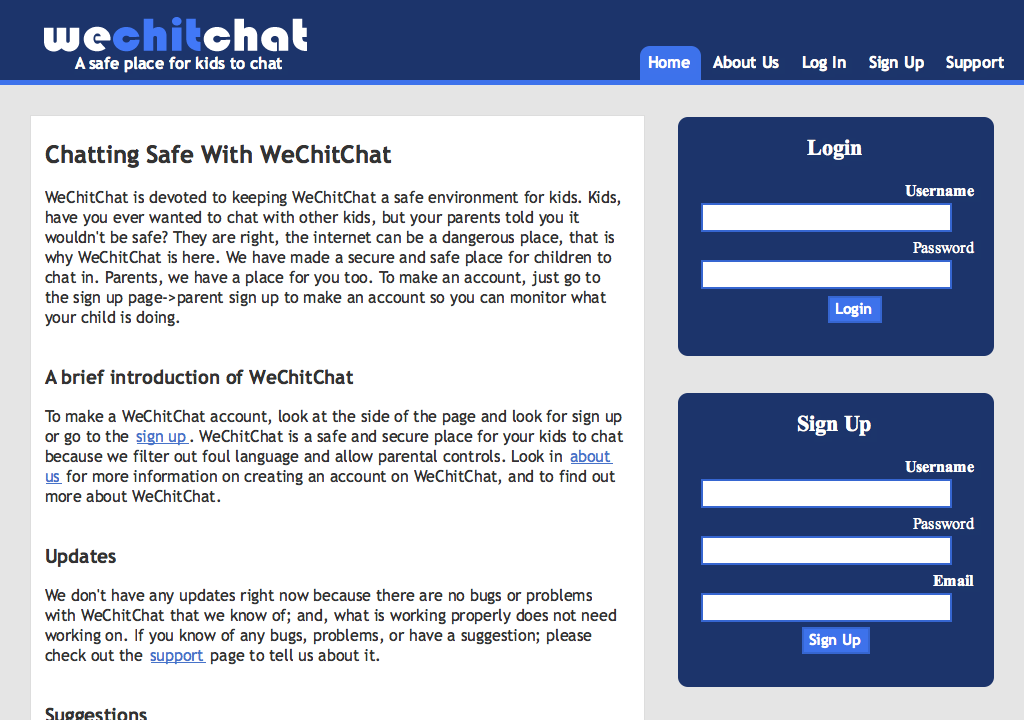 wechitchat
A safe place for kids to chat
Home About Us Log In Sign Up Support
Chatting Safe With WeChitChat
WeChitChat is devoted to keeping WeChitChat a safe environment for kids. Kids,
have you ever wanted to chat with other kids, but your parents told you it
wouldn't be safe? They are right, the internet can be a dangerous place, that is
why WeChitChat is here. We have made a secure and safe place for children to
chat in. Parents, we have a place for you too. To make an account, just go to
the sign up page->parent sign up to make an account so you can monitor what
your child is doing.
A brief introduction of WeChitChat
To make a WeChitChat account, look at the side of the page and look for sign up
or go to the sign up . WeChitChat is a safe and secure place for your kids to chat
because we filter out foul language and allow parental controls. Look in about
us for more information on creating an account on WeChitChat, and to find out
more about WeChitChat.
Updates
We don't have any updates right now because there are no bugs or problems
with WeChitChat that we know of; and, what is working properly does not need
working on. If you know of any bugs, problems, or have a suggestion; please
check out the support page to tell us about it.
Suggestions
Login
Username
Password
Login
Sign Up
Username
Password
Email
Sign Up